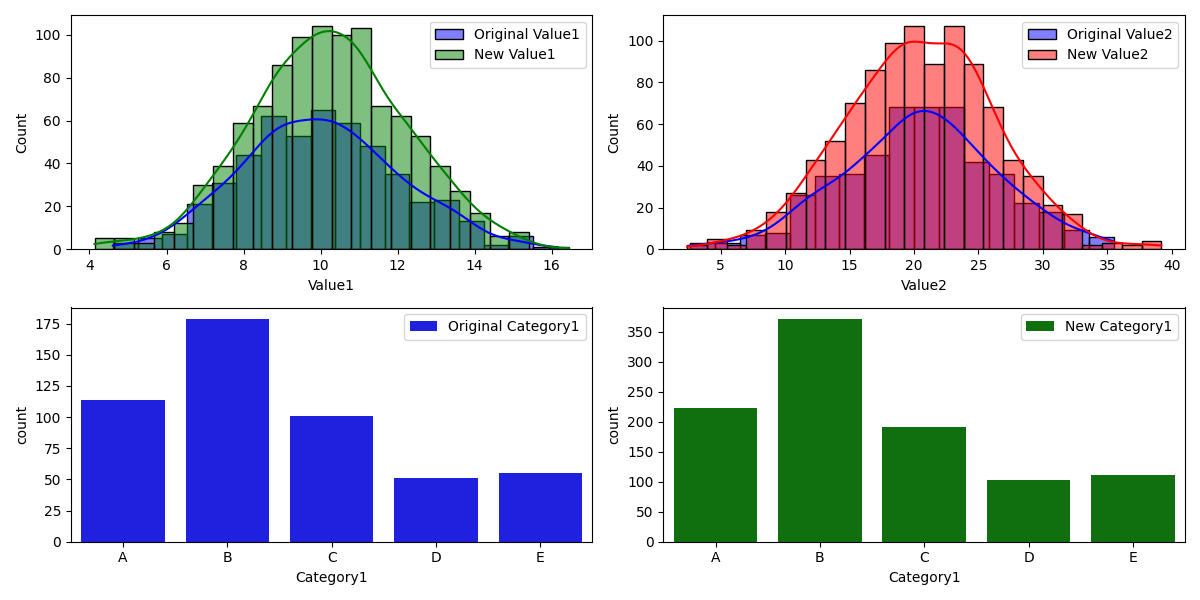 Count
100
80
60
40
20
0
Original Value1
New Value1
4 6 8 10 12 14 16
Value1
Count
100
80
60
40
20
0
Original Value2
New Value2
5 10 15 20 25 30 35 40
Value2
count
175
150
125
100
75
50
25
0
Original Category1
A B C D E
Category1
count
350
300
250
200
150
100
50
0
New Category1
A B C D E
Category1